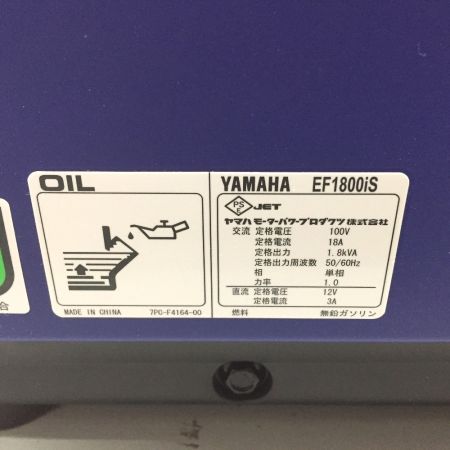 OIL
MADE IN CHINA 7PG-F4164-00
YAMAHA EF1800iS
PS E JET
ヤマハモーターパワープロダクツ株式会社
交流 定格電圧 100V
定格電流 18A
定格出力 1.8kVA
定格出力周波数 50/60Hz
相 単相
力率 1.0
直流 定格電圧 12V
定格電流 3A
燃料 無鉛ガソリン
合